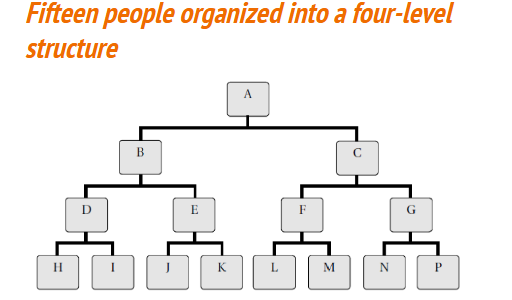 Fifteen people organized into a four-level
structure
A
B C
D E F G
H I J K L M N P